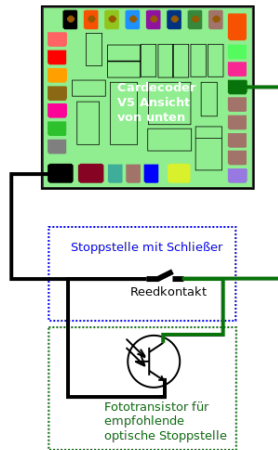 Cardecoder
V5 Ansicht
von unten
Stoppstelle mit Schließer
Reedkontakt
Fototransistor für
empfohlende
optische Stoppstelle